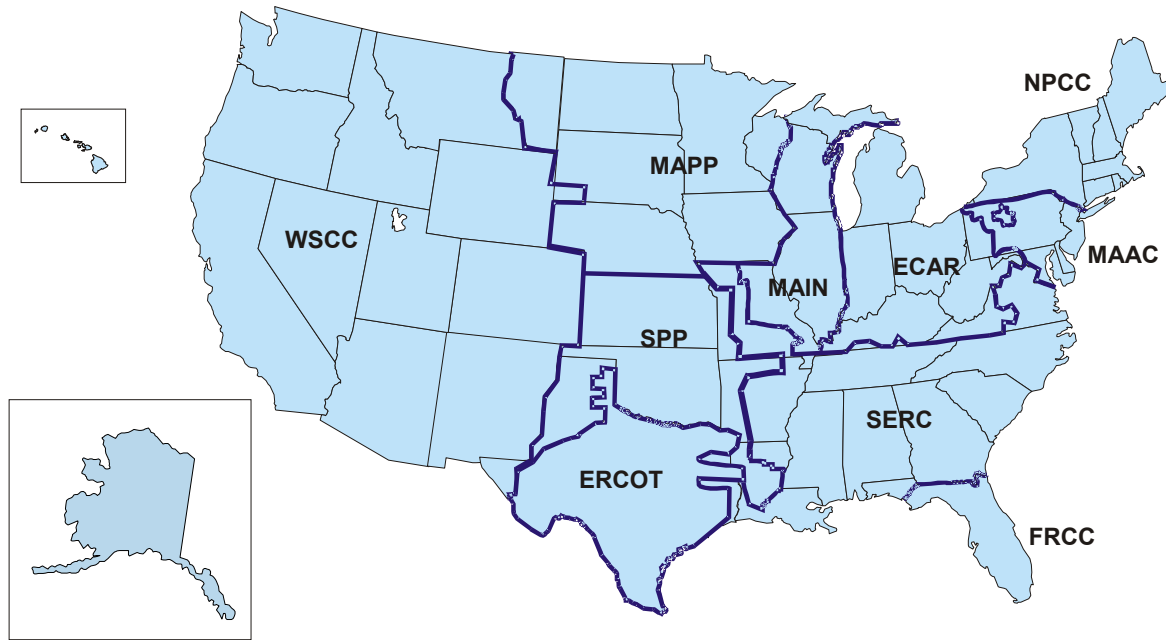 NPCC
MAPP
WSCC
MAAC
ECAR
MAIN
SPP
SERC
ERCOT
FRCC